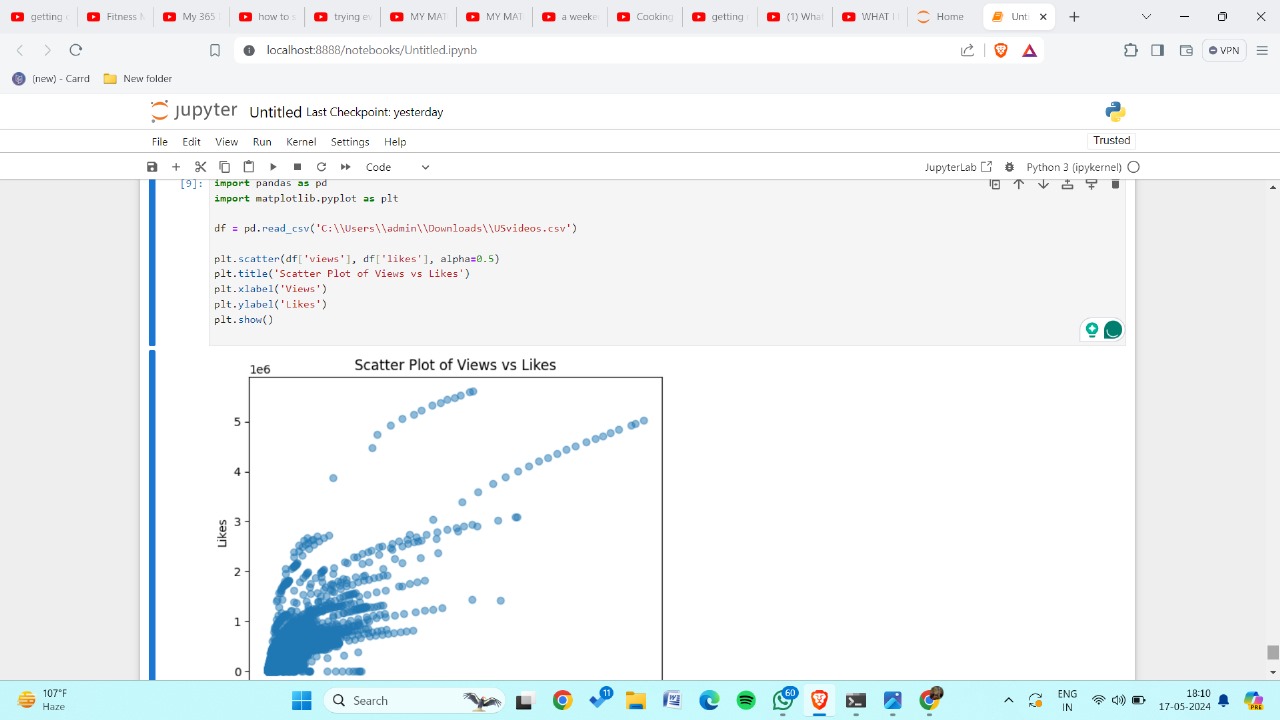 getting
Fitness
My 365
how to
trying
MY MAT
MY MAT
a week
Cooking
getting
(1) What
WHAT I
Home
Unt
localhost:8888/notebooks/Untitled.ipynb
VPN
(new) - Carrd New folder
jupyter Untitled Last Checkpoint: yesterday
File Edit View Run Kernel Settings Help Trusted
Code JupyterLab Python 3 (ipykernel)
[9]: import pandas as pd
import matplotlib.pyplot as plt
df = pd.read_csv('C:\\Users\\admin\\Downloads\\USvideos.csv')
plt.scatter(df['views'], df['likes'], alpha=0.5)
plt.title('Scatter Plot of Views vs Likes')
plt.xlabel('Views')
plt.ylabel('Likes')
plt.show()
Scatter Plot of Views vs Likes
1e6
5
4
3
Likes
2
1
0
107°F
Haze
Search
11
60
ENG
IN
18:10
17-03-2024
PRE